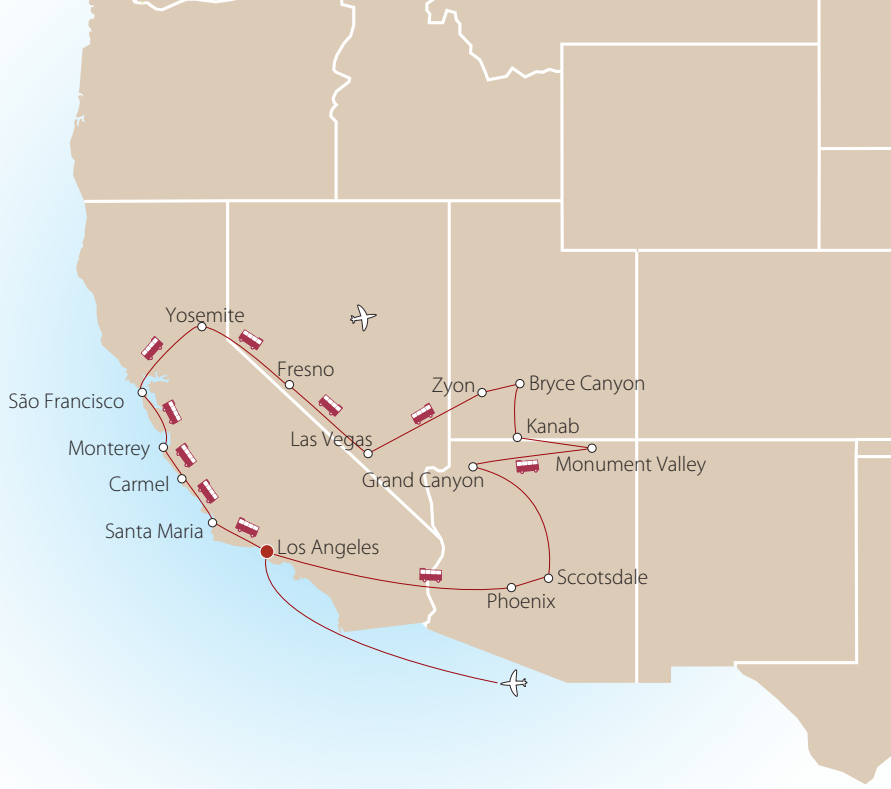 Yosemite
Fresno
Zyon
Bryce Canyon
São Francisco
Kanab
Las Vegas
Monterey
Monument Valley
Carmel
Grand Canyon
Santa Maria
Los Angeles
Sccotsdale
Phoenix